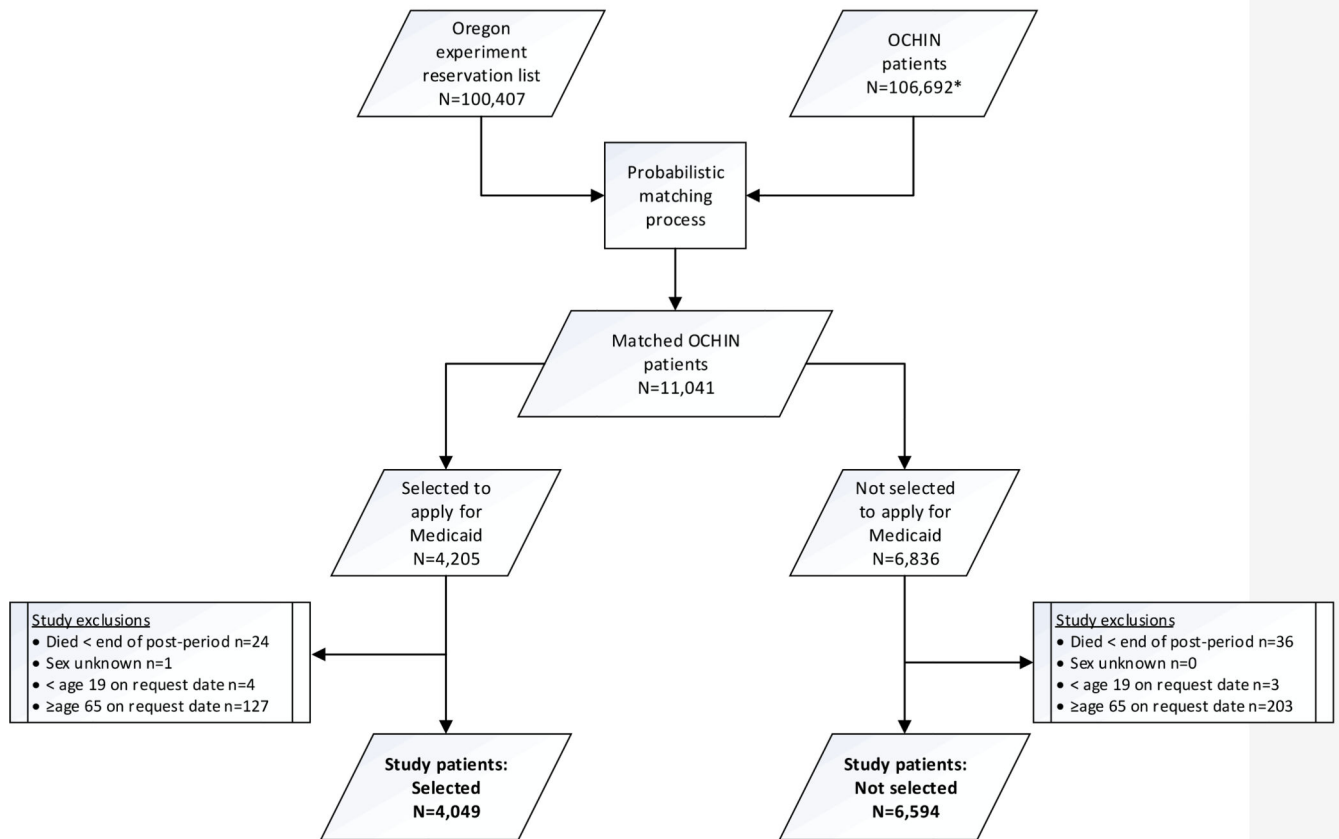 Oregon
experiment
reservation list
N=100,407
OCHIN
patients
N=106,692*
Probabilistic
matching
process
Matched OCHIN
patients
N=11,041
Selected to
apply for
Medicaid
N=4,205
Not selected
to apply for
Medicaid
N=6,836
Study exclusions
• Died < end of post-period n=24
• Sex unknown n=1
• < age 19 on request date n=4
• ≥age 65 on request date n=127
Study exclusions
• Died < end of post-period n=36
• Sex unknown n=0
• < age 19 on request date n=3
• ≥age 65 on request date n=203
Study patients:
Selected
N=4,049
Study patients:
Not selected
N=6,594